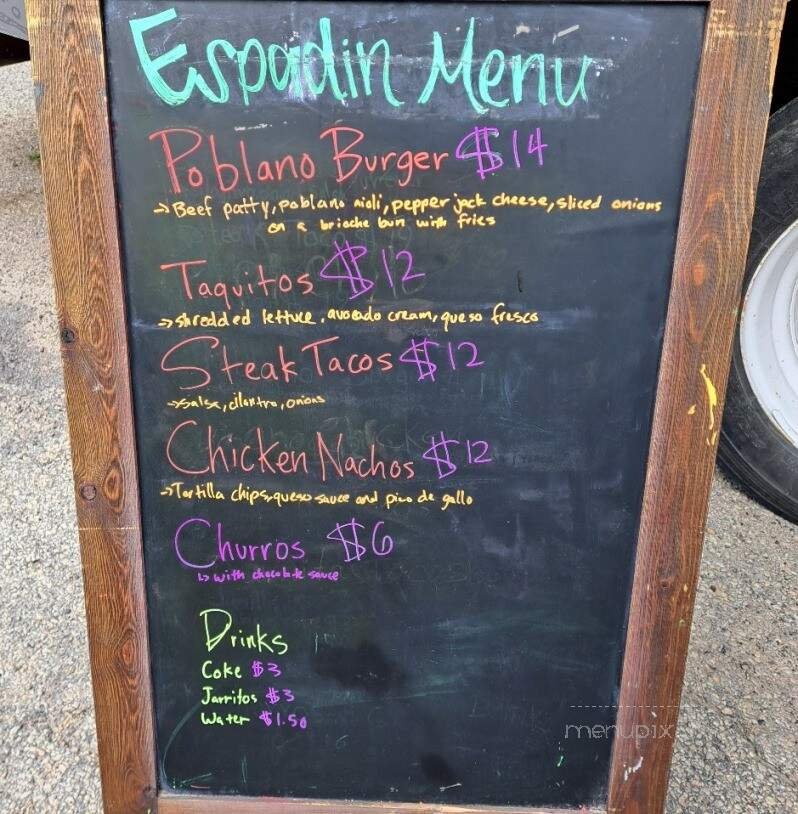 Espadin Menu
Poblano Burger $14
→Beef patty, poblano aioli, pepper jack cheese, sliced onions
on a brioche bun with fries
Taquitos $12
→shredded lettuce, avocado cream, queso fresco
Steak Tacos $12
→salsa, cilantro, onions
Chicken Nachos $12
→Tortilla chips, queso sauce and pico de gallo
Churros $6
↳ with chocolate sauce
Drinks
Coke $3
Jarritos $3
Water $1.50
menupix